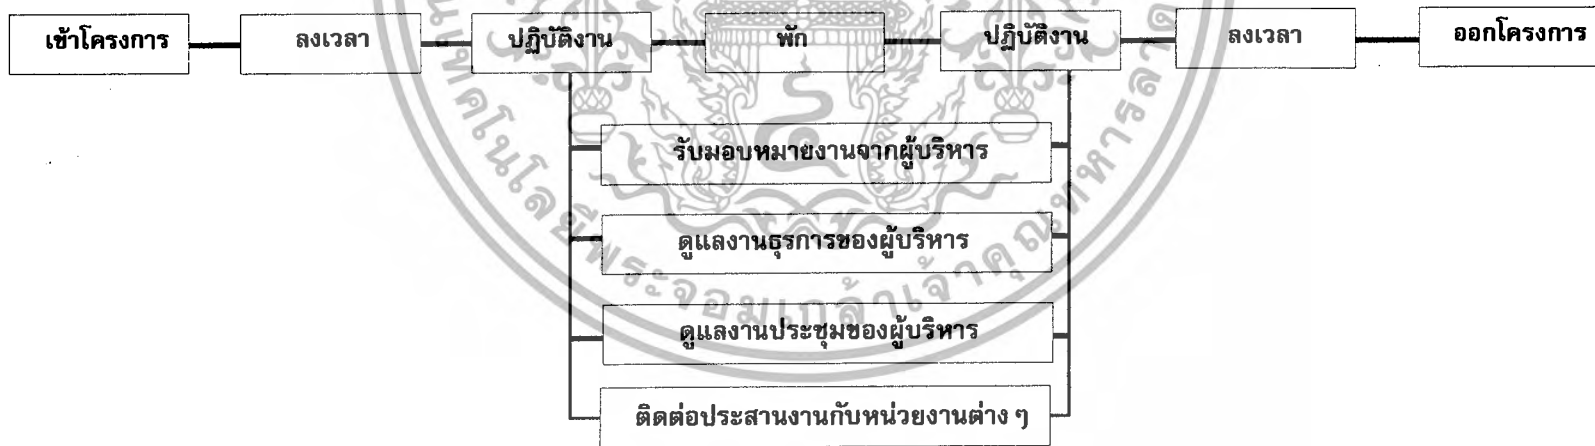 เข้าโครงการ ลงเวลา ปฏิบัติงาน พัก ปฏิบัติงาน ลงเวลา ออกโครงการ
รับมอบหมายงานจากผู้บริหาร
ดูแลงานธุรการของผู้บริหาร
ดูแลงานประชุมของผู้บริหาร
ติดต่อประสานงานกับหน่วยงานต่าง ๆ